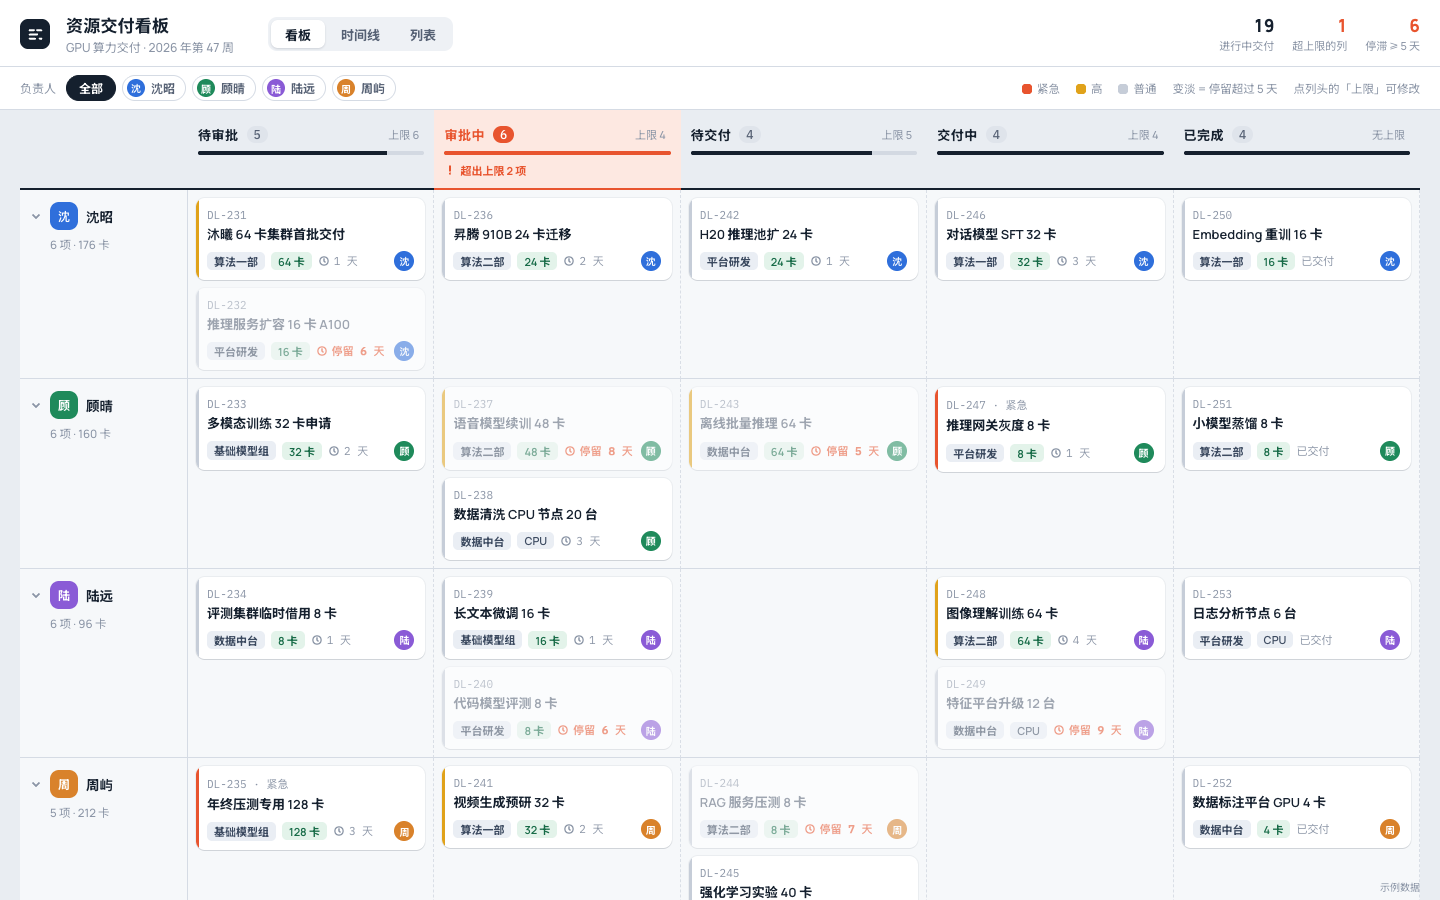 资源交付看板
GPU 算力交付 · 2026 年第 47 周
看板 时间线 列表
19 进行中交付
1 超上限的列
6 停滞 ≥ 5 天
负责人 全部 沈 沈昭 顾 顾晴 陆 陆远 周 周屿
紧急 高 普通 变淡 = 停留超过 5 天 点列头的「上限」可修改
待审批 5 上限 6
审批中 6 上限 4
! 超出上限 2 项
待交付 4 上限 5
交付中 4 上限 4
已完成 4 无上限
沈 沈昭
6 项 · 176 卡
DL-231
沐曦 64 卡集群首批交付
算法一部 64 卡 1 天 沈
DL-232
推理服务扩容 16 卡 A100
平台研发 16 卡 停留 6 天 沈
DL-236
昇腾 910B 24 卡迁移
算法二部 24 卡 2 天 沈
DL-242
H20 推理池扩 24 卡
平台研发 24 卡 1 天 沈
DL-246
对话模型 SFT 32 卡
算法一部 32 卡 3 天 沈
DL-250
Embedding 重训 16 卡
算法一部 16 卡 已交付 沈
顾 顾晴
6 项 · 160 卡
DL-233
多模态训练 32 卡申请
基础模型组 32 卡 2 天 顾
DL-237
语音模型续训 48 卡
算法二部 48 卡 停留 8 天 顾
DL-238
数据清洗 CPU 节点 20 台
数据中台 CPU 3 天 顾
DL-243
离线批量推理 64 卡
数据中台 64 卡 停留 5 天 顾
DL-247 · 紧急
推理网关灰度 8 卡
平台研发 8 卡 1 天 顾
DL-251
小模型蒸馏 8 卡
算法二部 8 卡 已交付 顾
陆 陆远
6 项 · 96 卡
DL-234
评测集群临时借用 8 卡
数据中台 8 卡 1 天 陆
DL-239
长文本微调 16 卡
基础模型组 16 卡 1 天 陆
DL-240
代码模型评测 8 卡
平台研发 8 卡 停留 6 天 陆
DL-248
图像理解训练 64 卡
算法二部 64 卡 4 天 陆
DL-249
特征平台升级 12 台
数据中台 CPU 停留 9 天 陆
DL-253
日志分析节点 6 台
平台研发 CPU 已交付 陆
周 周屿
5 项 · 212 卡
DL-235 · 紧急
年终压测专用 128 卡
基础模型组 128 卡 3 天 周
DL-241
视频生成预研 32 卡
算法一部 32 卡 2 天 周
DL-244
RAG 服务压测 8 卡
算法二部 8 卡 停留 7 天 周
DL-245
强化学习实验 40 卡
DL-252
数据标注平台 GPU 4 卡
数据中台 4 卡 已交付 周
示例数据